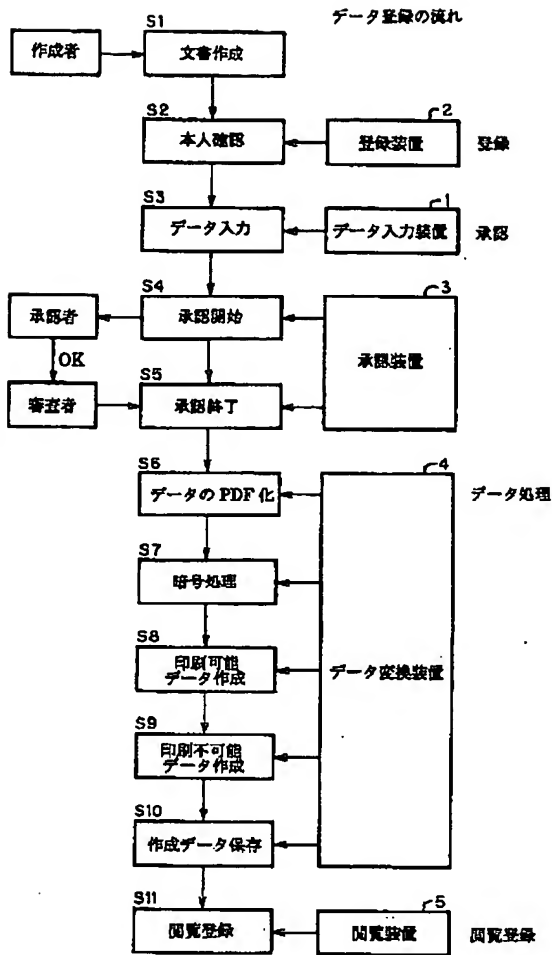 データ登録の流れ
S1
作成者
文書作成
S2
2
本人確認
登録装置
登録
S3
1
データ入力
データ入力装置
承認
S4
3
承認者
承認開始
承認装置
OK
S5
審査者
承認終了
S6
4
データのPDF化
データ処理
S7
暗号処理
S8
印刷可能
データ作成
データ変換装置
S9
印刷不可能
データ作成
S10
作成データ保存
S11
5
閲覧登録
閲覧装置
閲覧登録